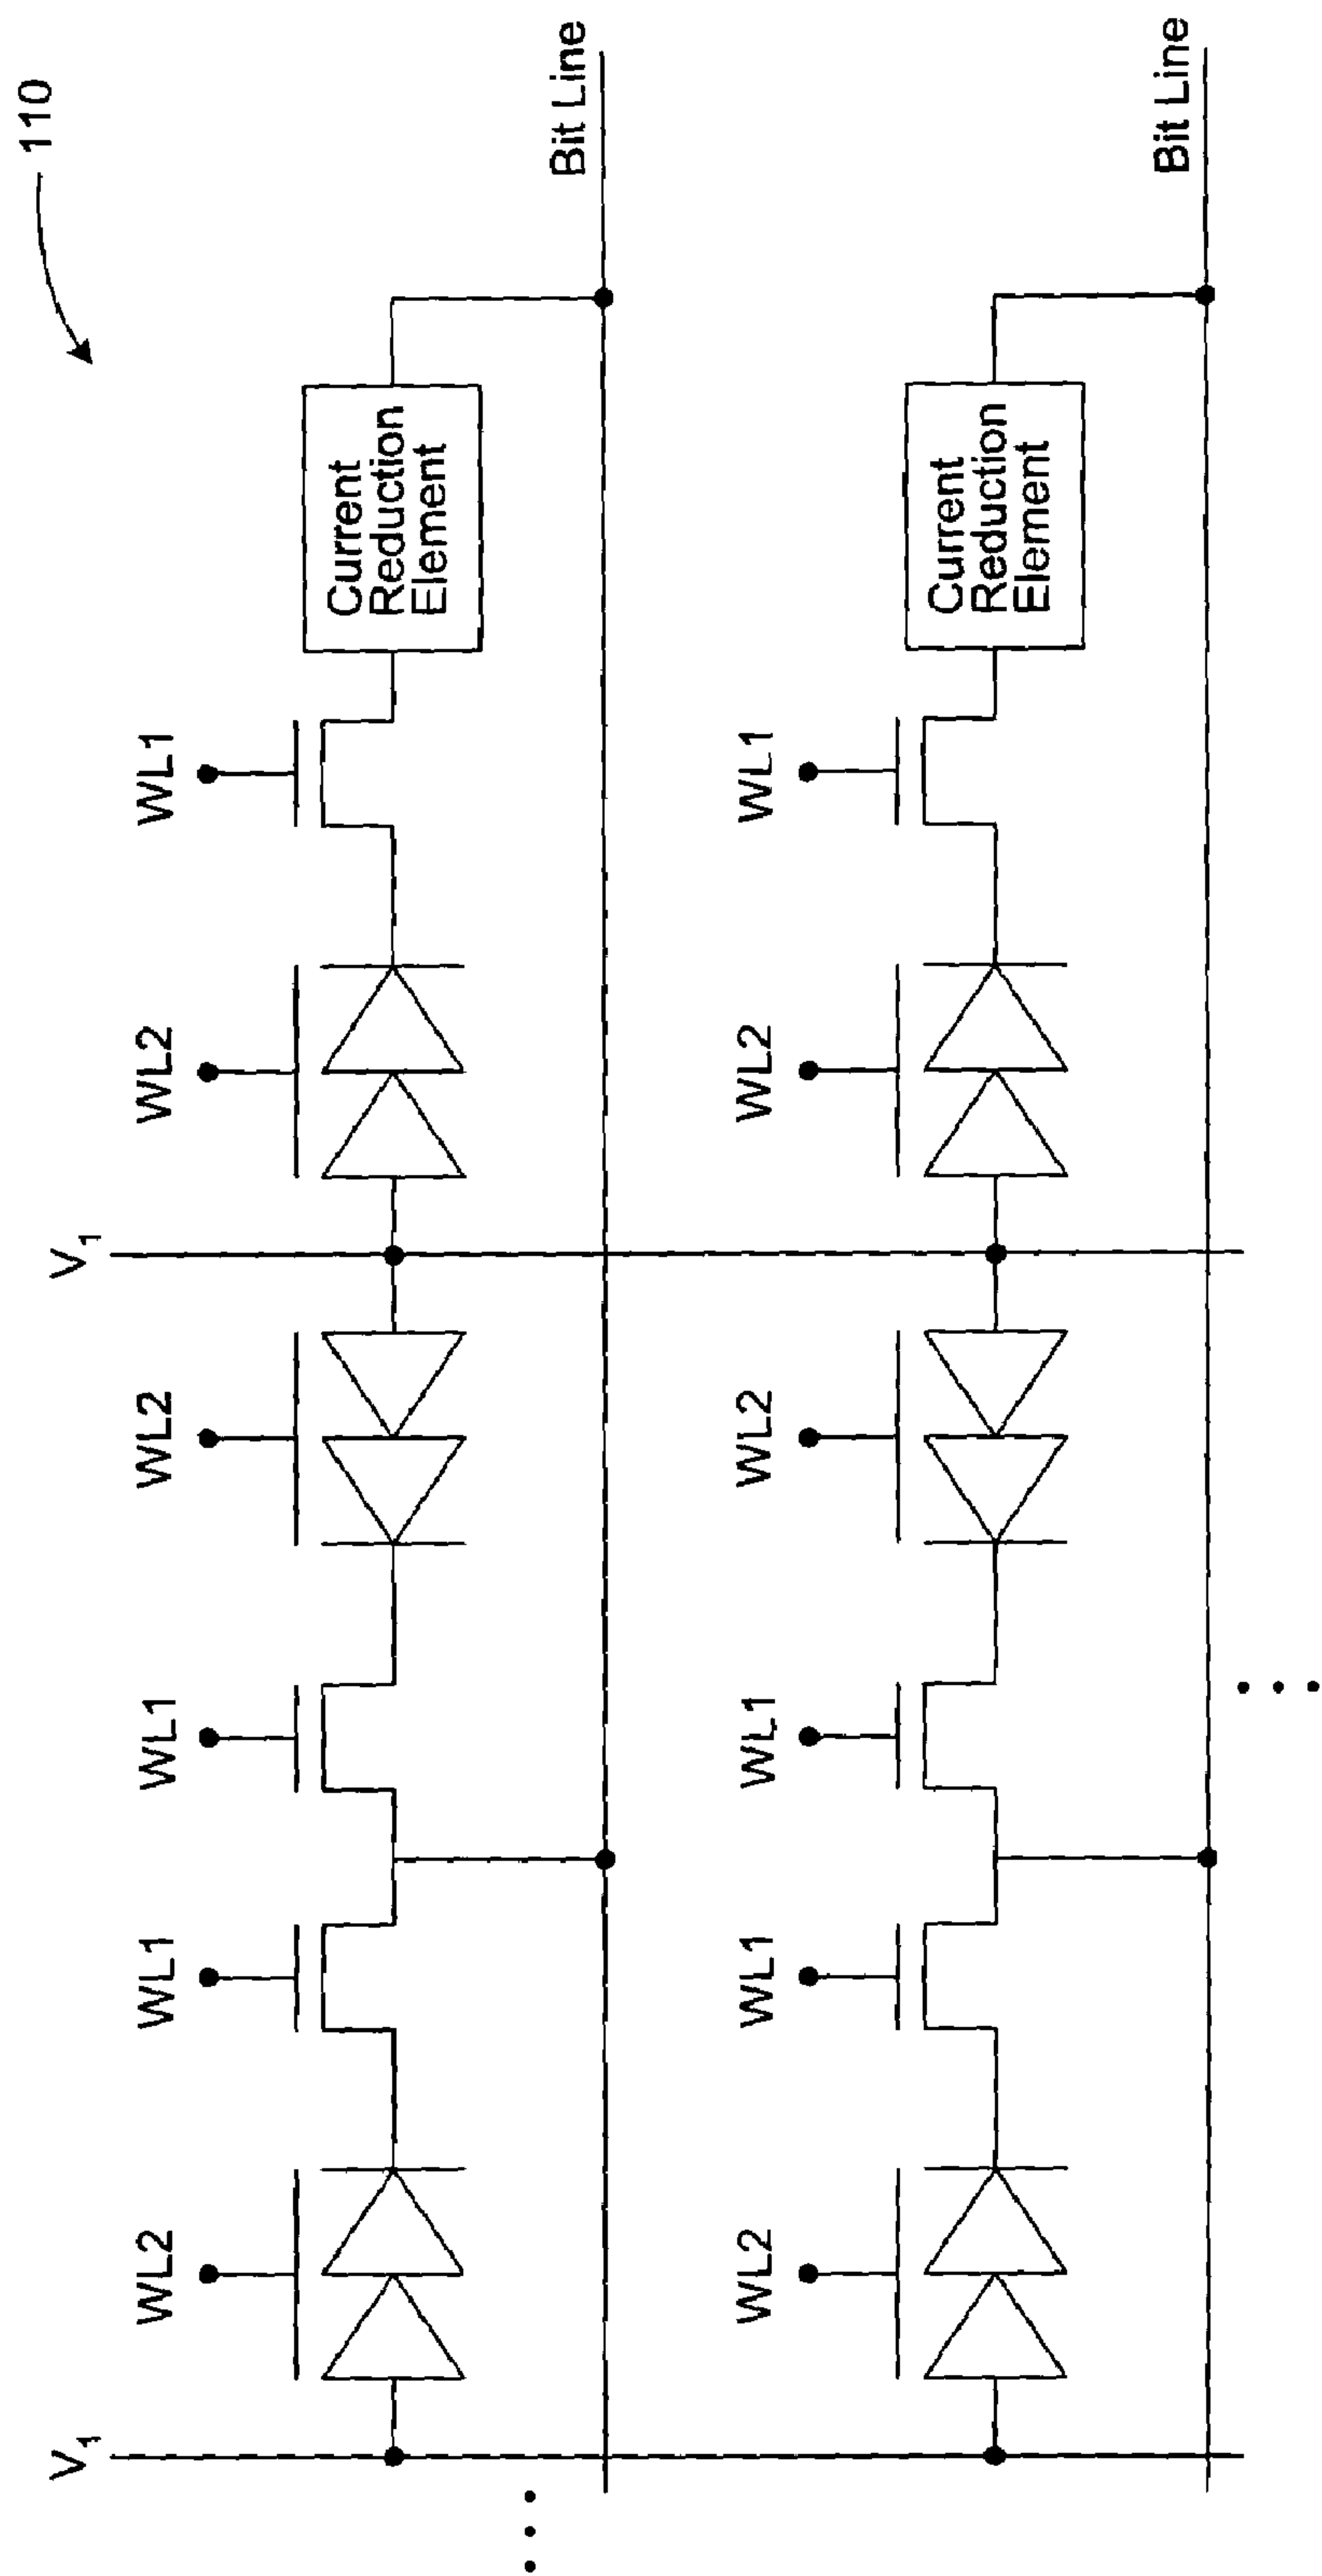 110
V1
WL2
WL1
WL1
WL2
V1
WL2
WL1
Current
Reduction
Element
Bit Line
WL2
WL1
WL1
WL2
WL2
WL1
Current
Reduction
Element
Bit Line